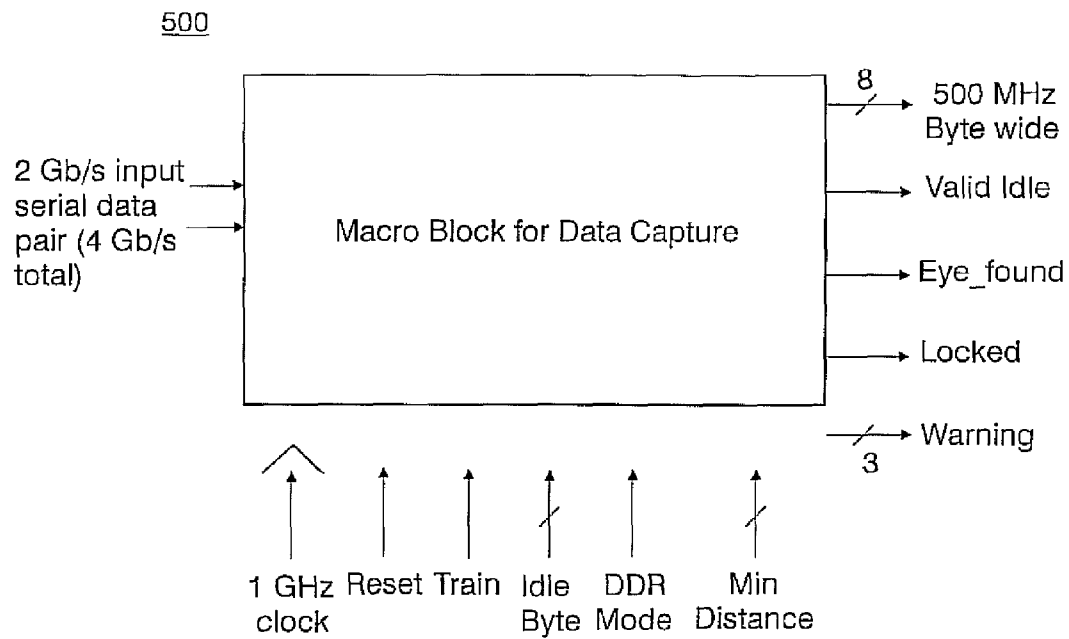 500
2 Gb/s input
serial data
pair (4 Gb/s
total)
Macro Block for Data Capture
8
500 MHz
Byte wide
Valid Idle
Eye_found
Locked
Warning
3
1 GHz
clock
Reset
Train
Idle
Byte
DDR
Mode
Min
Distance